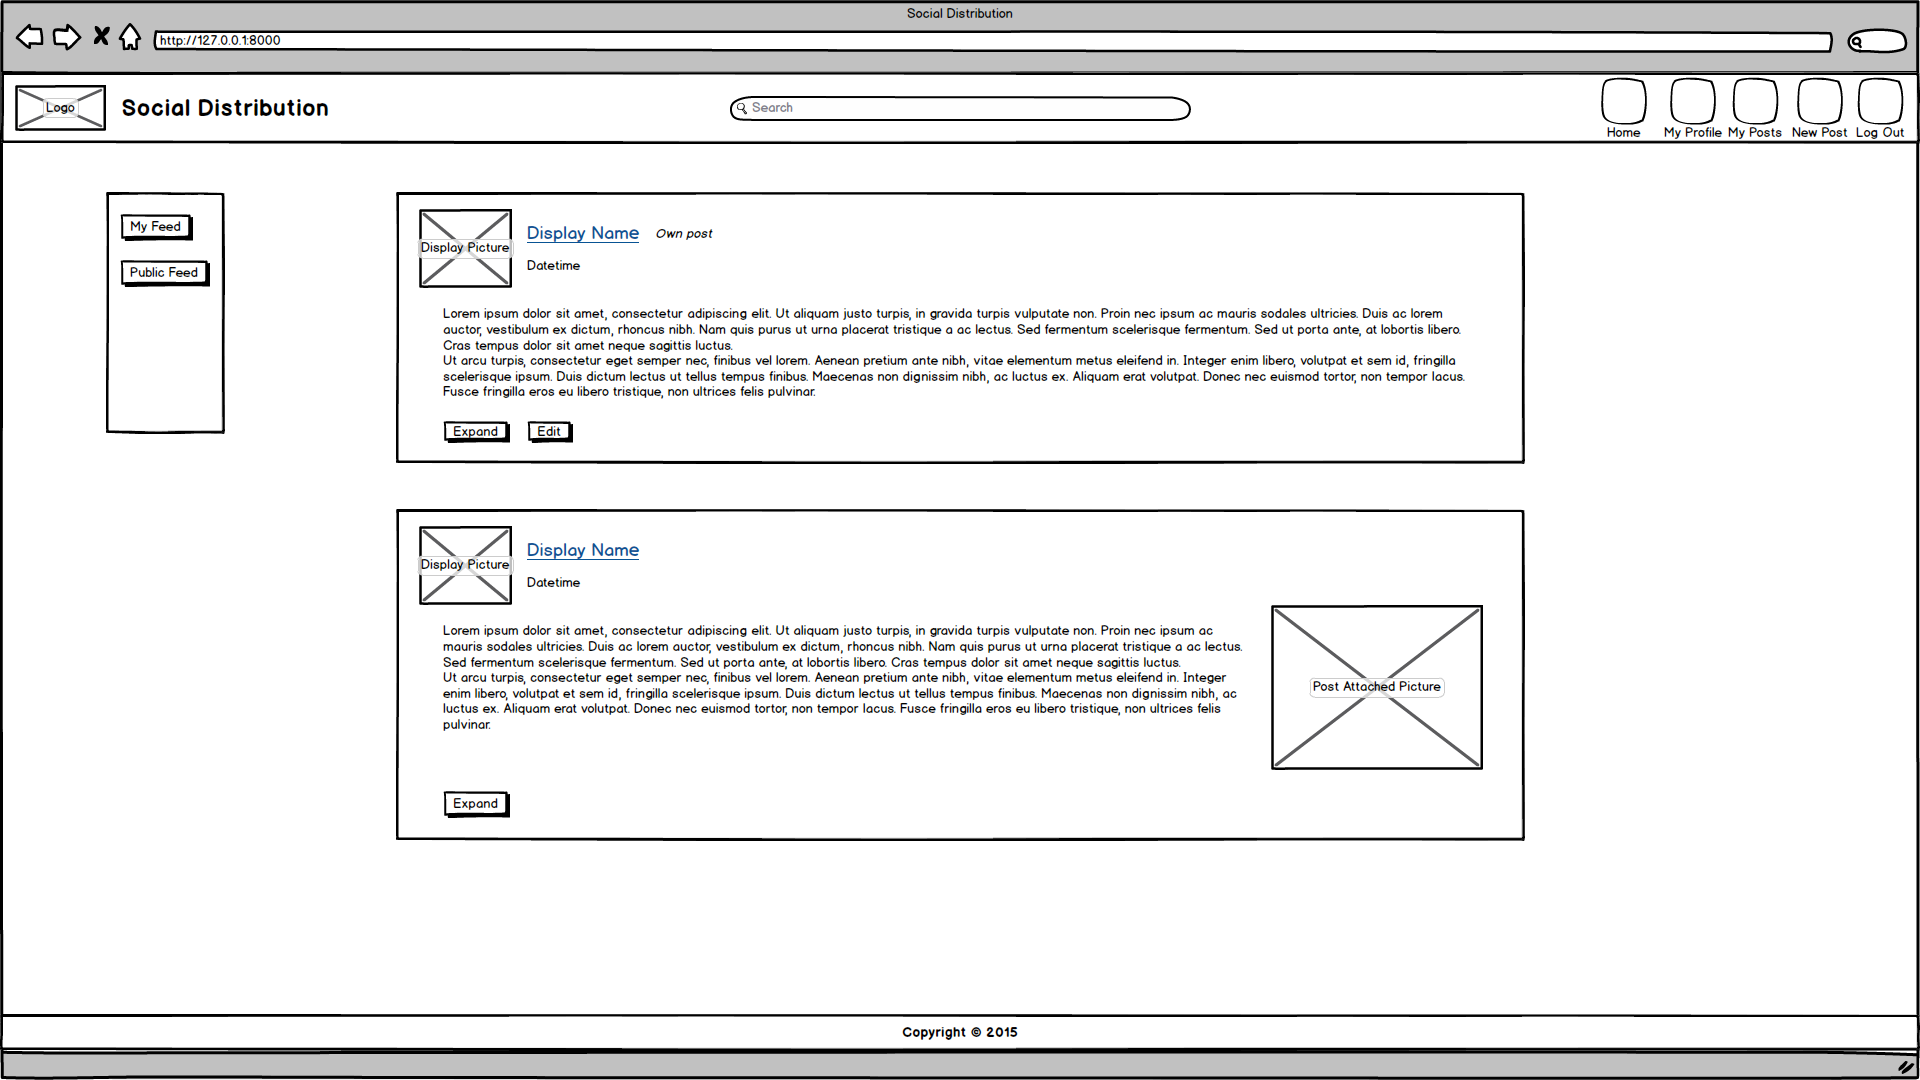 Social Distribution
http://127.0.0.1:8000
Logo
Social Distribution
Search
Home
My Profile
My Posts
New Post
Log Out
My Feed
Public Feed
Display Picture
Display Name
Own post
Datetime
Lorem ipsum dolor sit amet, consectetur adipiscing elit. Ut aliquam justo turpis, in gravida turpis vulputate non. Proin nec ipsum ac mauris sodales ultricies. Duis ac lorem
auctor, vestibulum ex dictum, rhoncus nibh. Nam quis purus ut urna placerat tristique a ac lectus. Sed fermentum scelerisque fermentum. Sed ut porta ante, at lobortis libero.
Cras tempus dolor sit amet neque sagittis luctus.
Ut arcu turpis, consectetur eget semper nec, finibus vel lorem. Aenean pretium ante nibh, vitae elementum metus eleifend in. Integer enim libero, volutpat et sem id, fringilla
scelerisque ipsum. Duis dictum lectus ut tellus tempus finibus. Maecenas non dignissim nibh, ac luctus ex. Aliquam erat volutpat. Donec nec euismod tortor, non tempor lacus.
Fusce fringilla eros eu libero tristique, non ultrices felis pulvinar.
Expand
Edit
Display Picture
Display Name
Datetime
Lorem ipsum dolor sit amet, consectetur adipiscing elit. Ut aliquam justo turpis, in gravida turpis vulputate non. Proin nec ipsum ac
mauris sodales ultricies. Duis ac lorem auctor, vestibulum ex dictum, rhoncus nibh. Nam quis purus ut urna placerat tristique a ac lectus.
Sed fermentum scelerisque fermentum. Sed ut porta ante, at lobortis libero. Cras tempus dolor sit amet neque sagittis luctus.
Ut arcu turpis, consectetur eget semper nec, finibus vel lorem. Aenean pretium ante nibh, vitae elementum metus eleifend in. Integer
enim libero, volutpat et sem id, fringilla scelerisque ipsum. Duis dictum lectus ut tellus tempus finibus. Maecenas non dignissim nibh, ac
luctus ex. Aliquam erat volutpat. Donec nec euismod tortor, non tempor lacus. Fusce fringilla eros eu libero tristique, non ultrices felis
pulvinar.
Post Attached Picture
Expand
Copyright © 2015